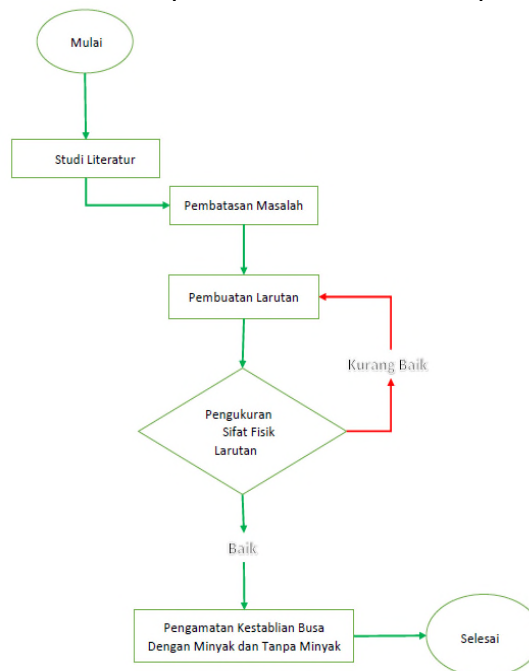 Mulai
Studi Literatur
Pembatasan Masalah
Pembuatan Larutan
Kurang Baik
Pengukuran
Sifat Fisik
Larutan
Baik
Pengamatan Kestablian Busa
Dengan Minyak dan Tanpa Minyak
Selesai